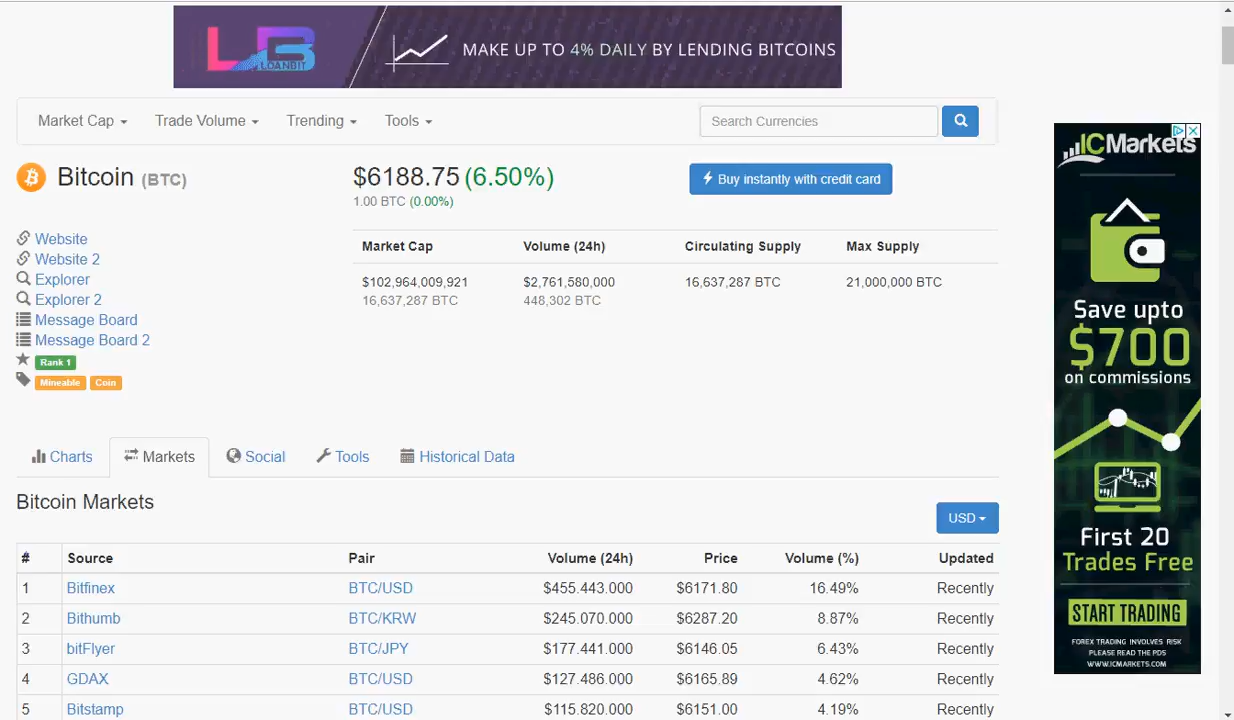 LB
LOANBIT
MAKE UP TO 4% DAILY BY LENDING BITCOINS
Market Cap
Trade Volume
Trending
Tools
Search Currencies
Bitcoin (BTC)
$6188.75 (6.50%)
1.00 BTC (0.00%)
Buy instantly with credit card
Website
Website 2
Explorer
Explorer 2
Message Board
Message Board 2
Rank 1
Mineable Coin
Market Cap Volume (24h) Circulating Supply Max Supply
$102,964,009,921 $2,761,580,000 16,637,287 BTC 21,000,000 BTC
16,637,287 BTC 448,302 BTC
Charts Markets Social Tools Historical Data
Bitcoin Markets
USD
# Source Pair Volume (24h) Price Volume (%) Updated
1 Bitfinex BTC/USD $455.443.000 $6171.80 16.49% Recently
2 Bithumb BTC/KRW $245.070.000 $6287.20 8.87% Recently
3 bitFlyer BTC/JPY $177.441.000 $6146.05 6.43% Recently
4 GDAX BTC/USD $127.486.000 $6165.89 4.62% Recently
5 Bitstamp BTC/USD $115.820.000 $6151.00 4.19% Recently
ICMarkets
Save upto
$700
on commissions
First 20
Trades Free
START TRADING
FOREX TRADING INVOLVES RISK
PLEASE READ THE PDS
WWW.ICMARKETS.COM